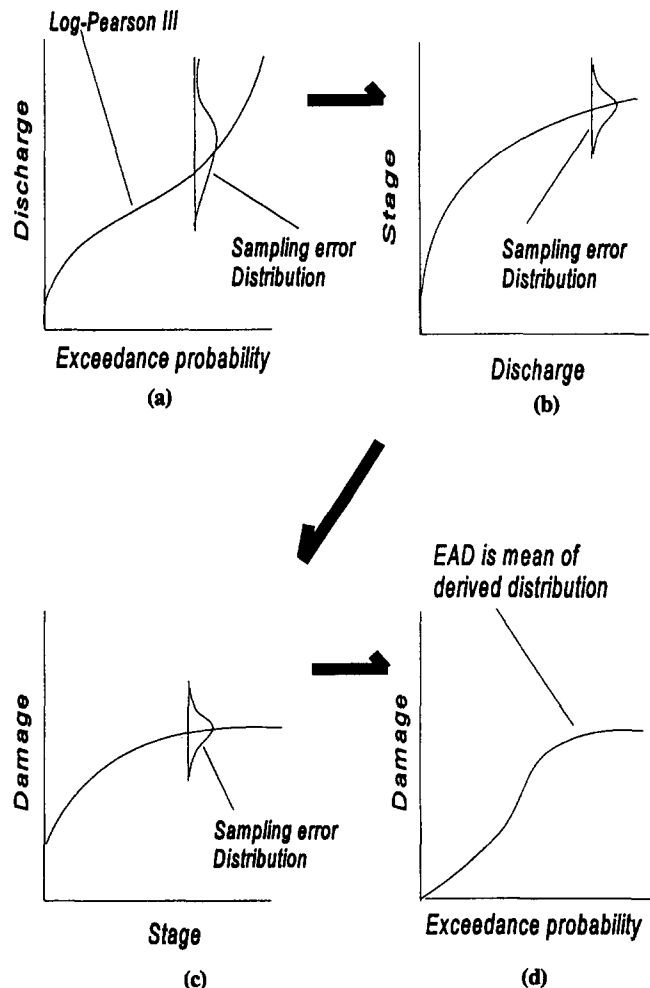 Log-Pearson III
Discharge
Sampling error
Distribution
Exceedance probability
(a)
Stage
Sampling error
Distribution
Discharge
(b)
Damage
Sampling error
Distribution
Stage
(c)
EAD is mean of
derived distribution
Damage
Exceedance probability
(d)